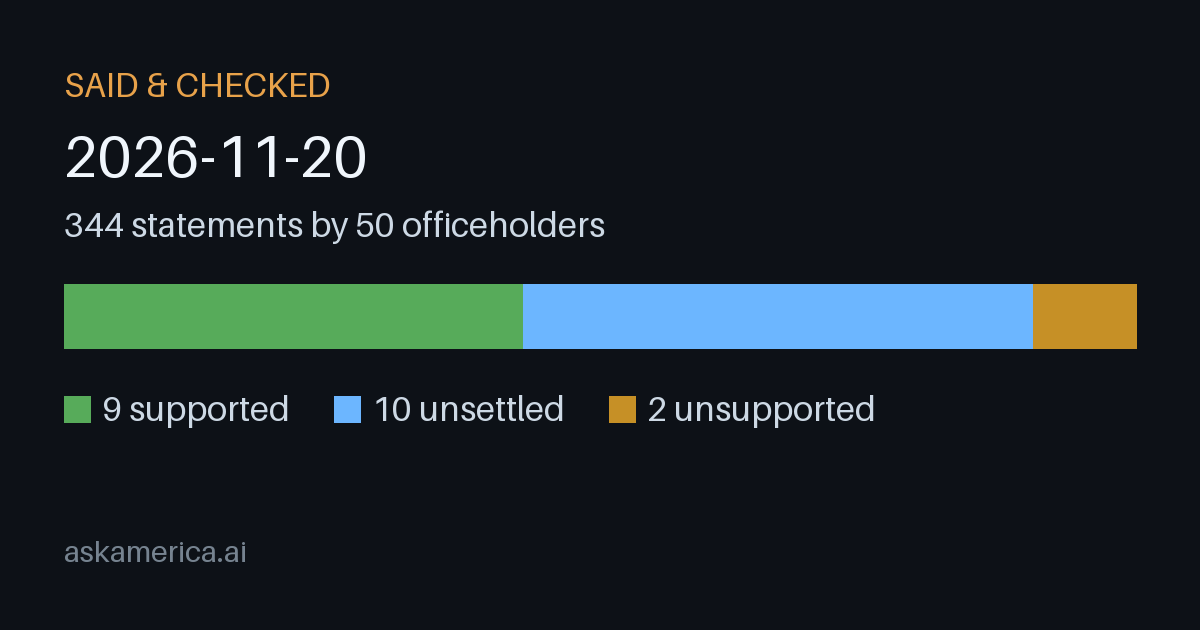 SAID & CHECKED
2026-11-20
344 statements by 50 officeholders
9 supported 10 unsettled 2 unsupported
askamerica.ai